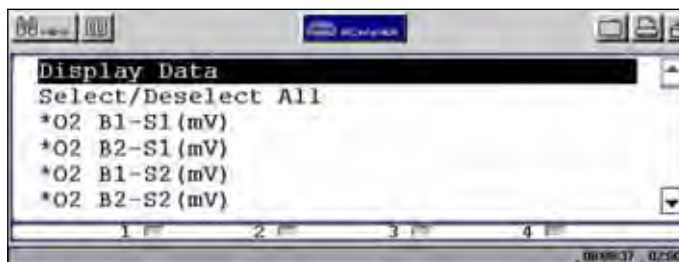 SCANNER
Display Data
Select/Deselect All
*O2 B1-S1(mV)
*O2 B2-S1(mV)
*O2 B1-S2(mV)
*O2 B2-S2(mV)
1 2 3 4